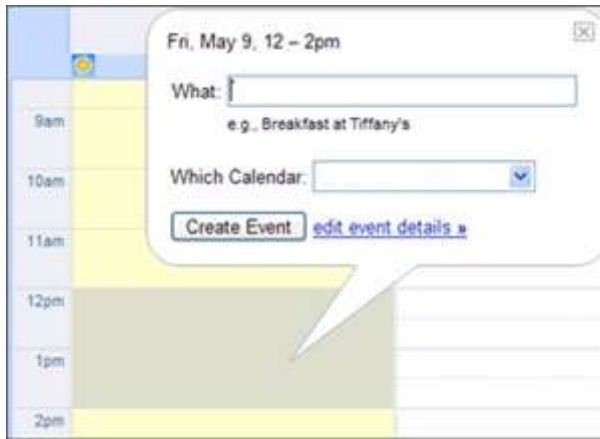 Fri, May 9, 12 – 2pm
What:
e.g., Breakfast at Tiffany's
Which Calendar:
Create Event edit event details »
9am
10am
11am
12pm
1pm
2pm